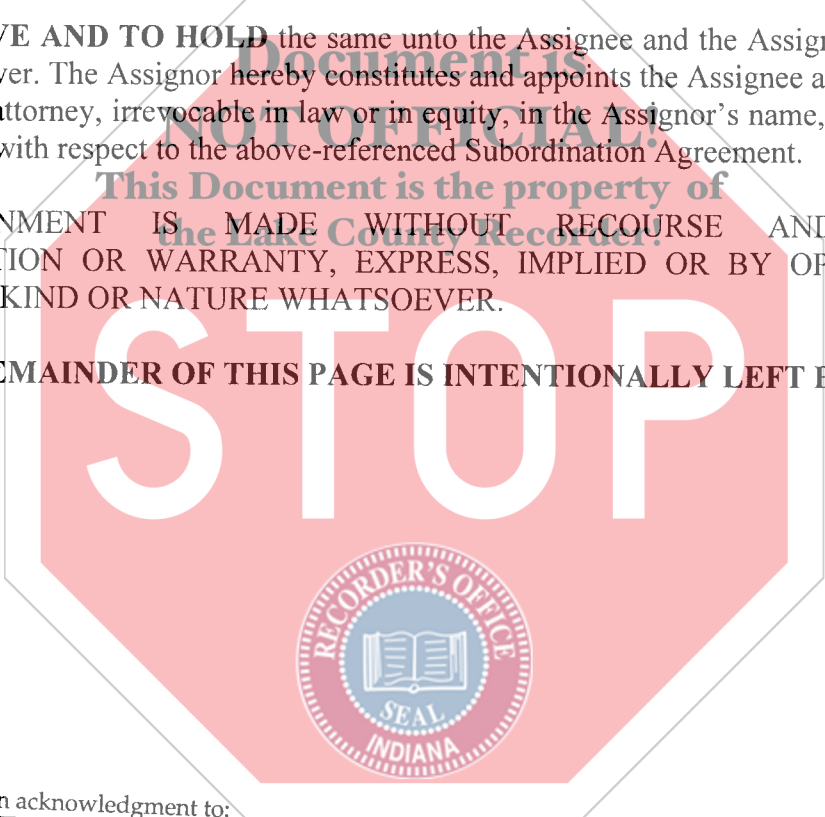 VE AND TO HOLD the same unto the Assignee and the Assign
ver. The Assignor hereby constitutes and appoints the Assignee a
attorney, irrevocable in law or in equity, in the Assignor's name,
with respect to the above-referenced Subordination Agreement.
NMENT IS MADE WITHOUT RECOURSE AND
TION OR WARRANTY, EXPRESS, IMPLIED OR BY OP
KIND OR NATURE WHATSOEVER.
EMAINDER OF THIS PAGE IS INTENTIONALLY LEFT B
Document is
NOT OFFICIAL!
This Document is the property of
the Lake County Recorder!
STOP
RECORDER'S OFFICE
SEAL
INDIANA
n acknowledgment to: